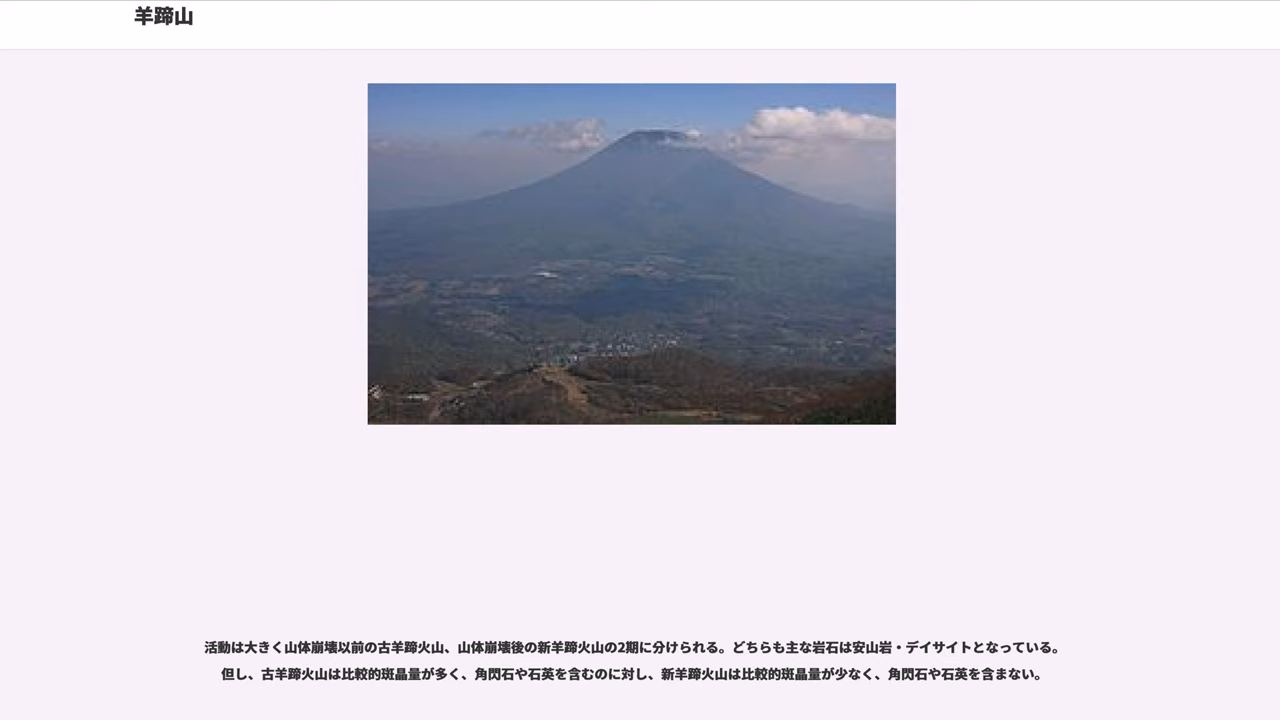 羊蹄山
活動は大きく山体崩壊以前の古羊蹄火山、山体崩壊後の新羊蹄火山の2期に分けられる。どちらも主な岩石は安山岩・デイサイトとなっている。
但し、古羊蹄火山は比較的斑晶量が多く、角閃石や石英を含むのに対し、新羊蹄火山は比較的斑晶量が少なく、角閃石や石英を含まない。